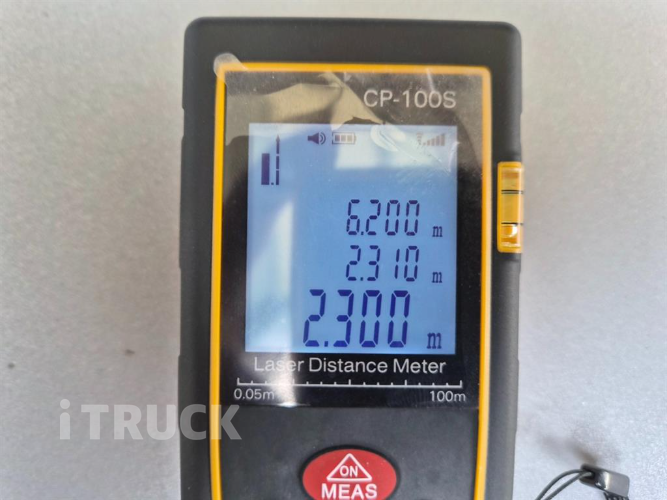 CP-100S
6.200 m
2.310 m
2.300 m
Laser Distance Meter
0.05m 100m
iTRUCK
ON
MEAS